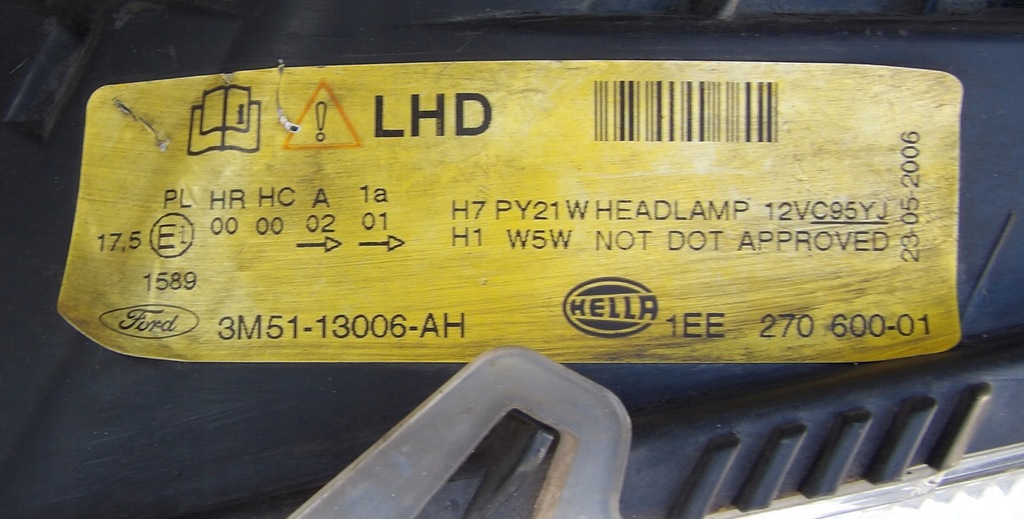 LHD
PL HR HC A 1a
17,5 E1 00 00 02 01
1589
H7 PY21W HEADLAMP 12VC95YJ
H1 W5W NOT DOT APPROVED
23-05-2006
Ford 3M51-13006-AH
HELLA 1EE 270 600-01